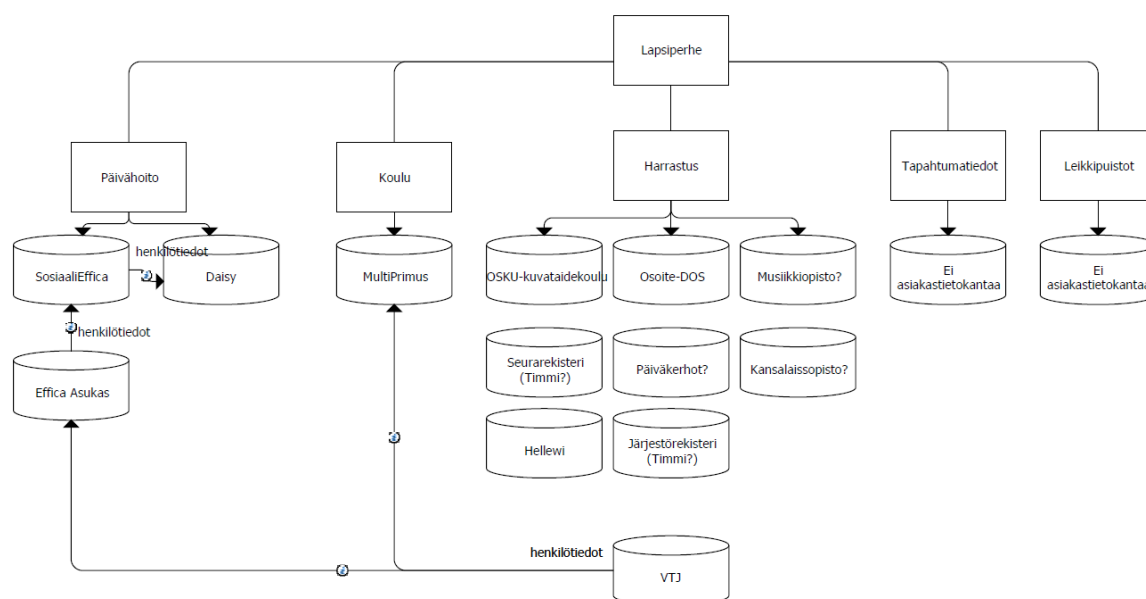 Lapsiperhe
Päivähoito
Koulu
Harrastus
Tapahtumatiedot
Leikkipuistot
henkilötiedot
SosiaaliEffica
Daisy
MultiPrimus
OSKU-kuvataidekoulu
Osoite-DOS
Musiikkiopisto?
Ei
asiakastietokantaa
Ei
asiakastietokantaa
henkilötiedot
Effica Asukas
Seurarekisteri
(Timmi?)
Päiväkerhot?
Kansalaissopisto?
Hellewi
Järjestörekisteri
(Timmi?)
henkilötiedot
VTJ